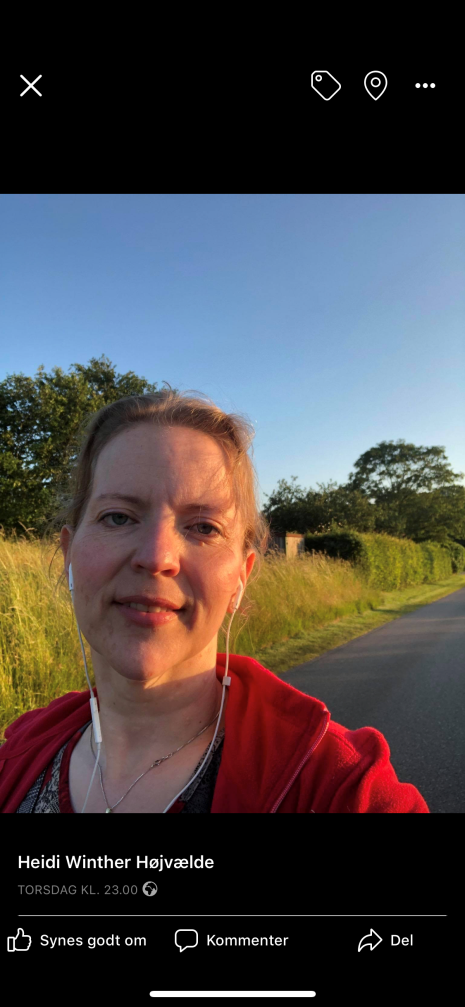 Heidi Winther Højvælde
TORSDAG KL. 23.00
Synes godt om
Kommenter
Del